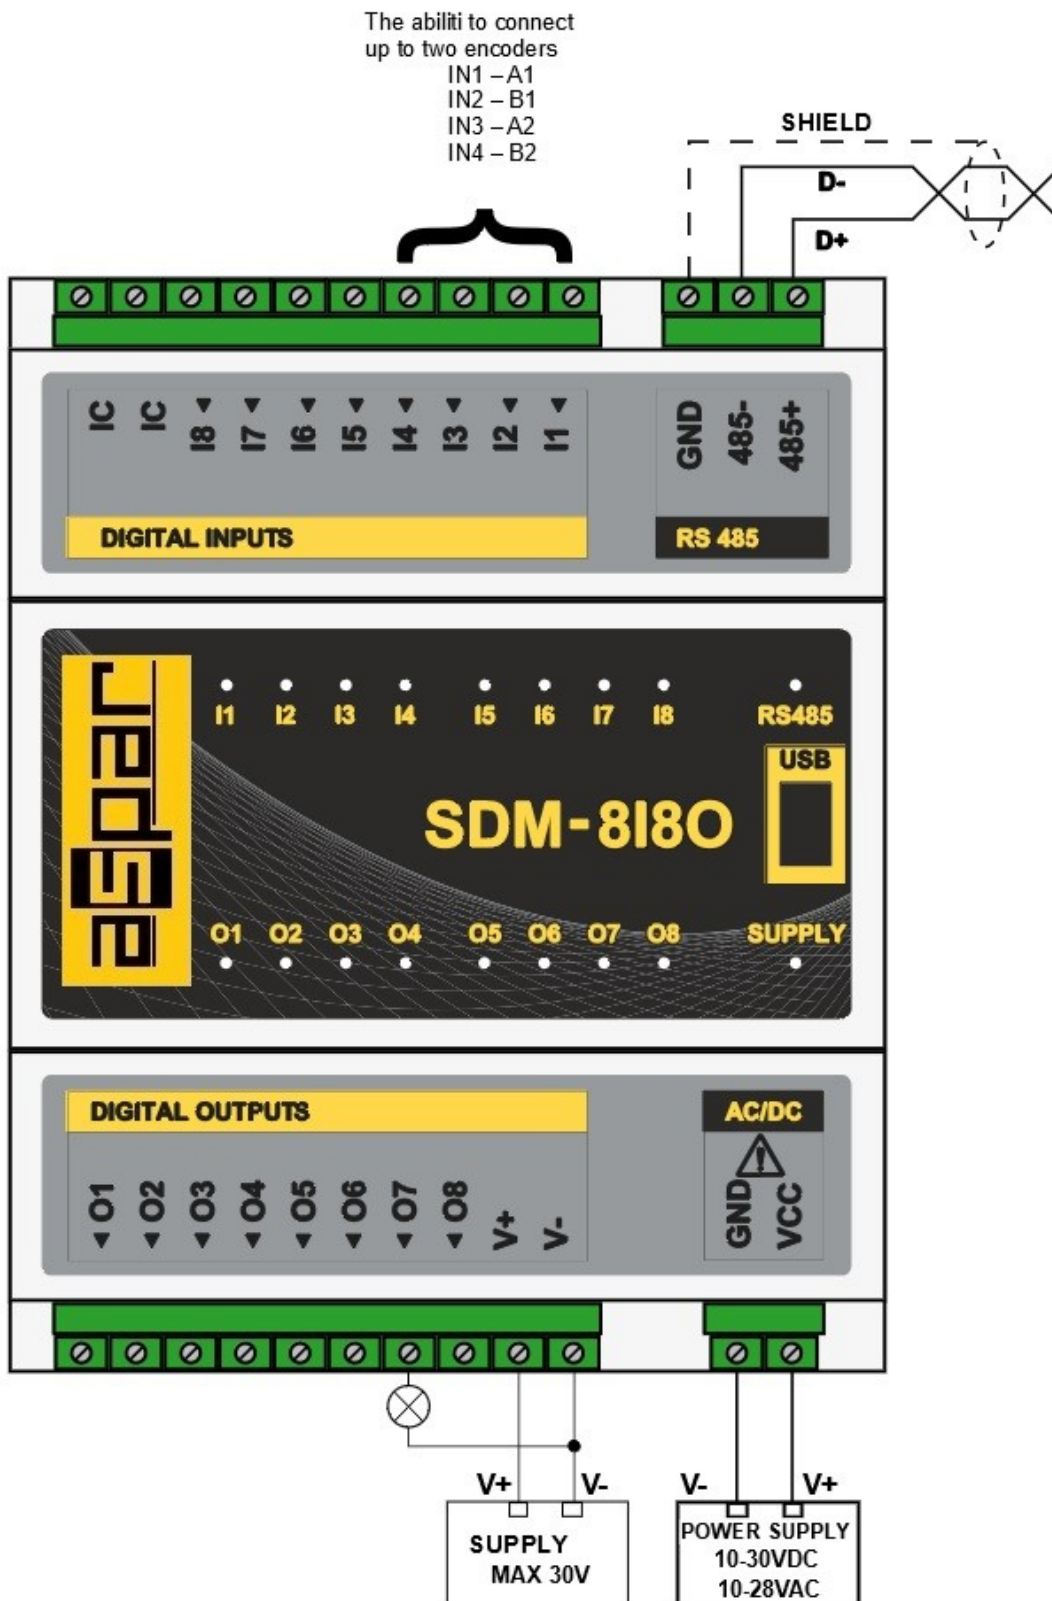 The abiliti to connect
up to two encoders
IN1 – A1
IN2 – B1
IN3 – A2
IN4 – B2
SHIELD
D-
D+
IC IC I8 I7 I6 I5 I4 I3 I2 I1
GND 485- 485+
DIGITAL INPUTS
RS 485
Jedse
I1 I2 I3 I4 I5 I6 I7 I8 RS485
USB
SDM-8I8O
O1 O2 O3 O4 O5 O6 O7 O8 SUPPLY
DIGITAL OUTPUTS
AC/DC
O1 O2 O3 O4 O5 O6 O7 O8 V+ V-
GND VCC
V+ V-
SUPPLY
MAX 30V
V- V+
POWER SUPPLY
10-30VDC
10-28VAC